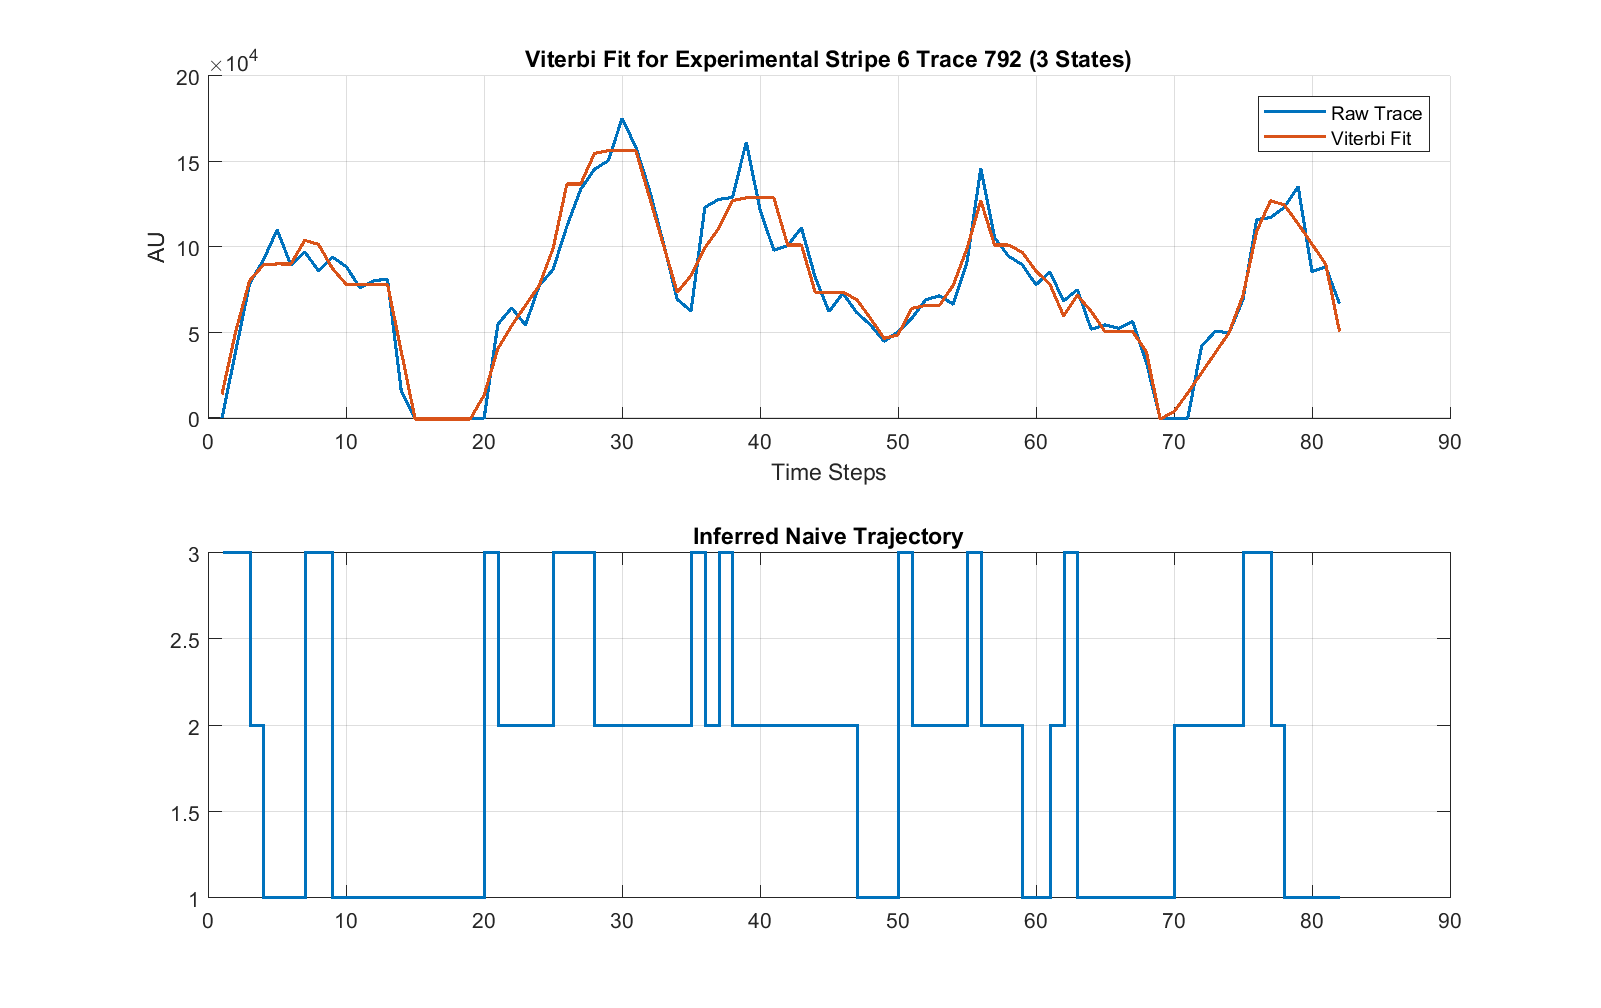 Viterbi Fit for Experimental Stripe 6 Trace 792 (3 States)
×10^4
20
15
10
5
0
AU
Raw Trace
Viterbi Fit
0 10 20 30 40 50 60 70 80 90
Time Steps
Inferred Naive Trajectory
3
2.5
2
1.5
1
0 10 20 30 40 50 60 70 80 90